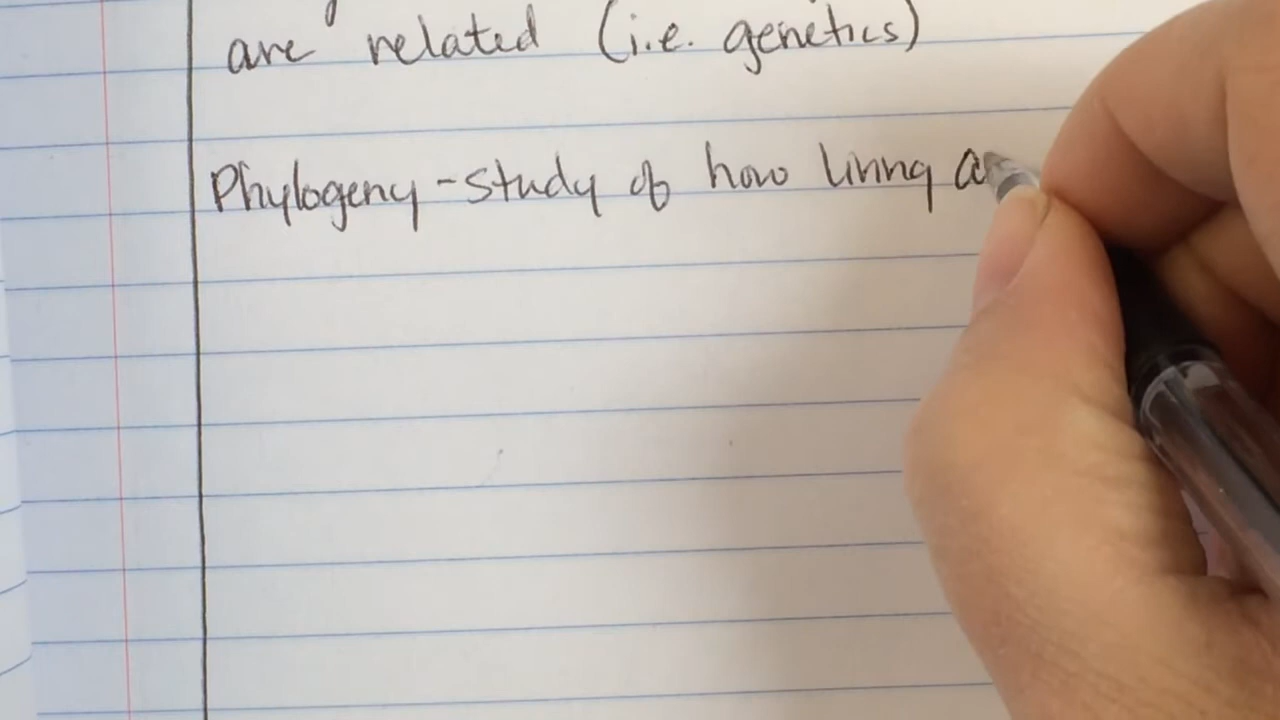 are related (i.e. genetics)
Phylogeny - study of how living a